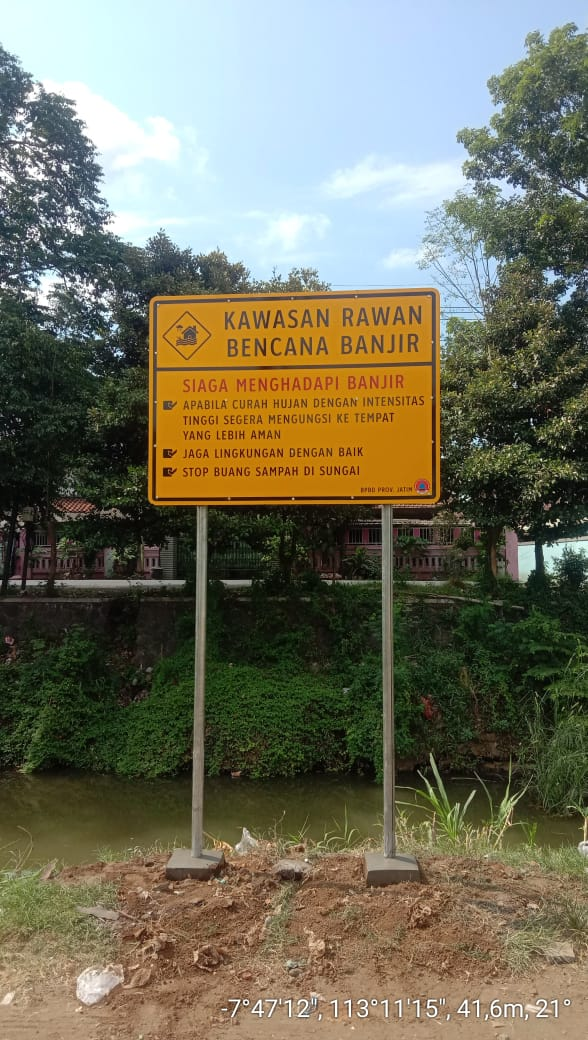 KAWASAN RAWAN
BENCANA BANJIR
SIAGA MENGHADAPI BANJIR
APABILA CURAH HUJAN DENGAN INTENSITAS
TINGGI SEGERA MENGUNGSI KE TEMPAT
YANG LEBIH AMAN
JAGA LINGKUNGAN DENGAN BAIK
STOP BUANG SAMPAH DI SUNGAI
BPBD PROV. JATIM
-7°47'12", 113°11'15", 41,6m, 21°